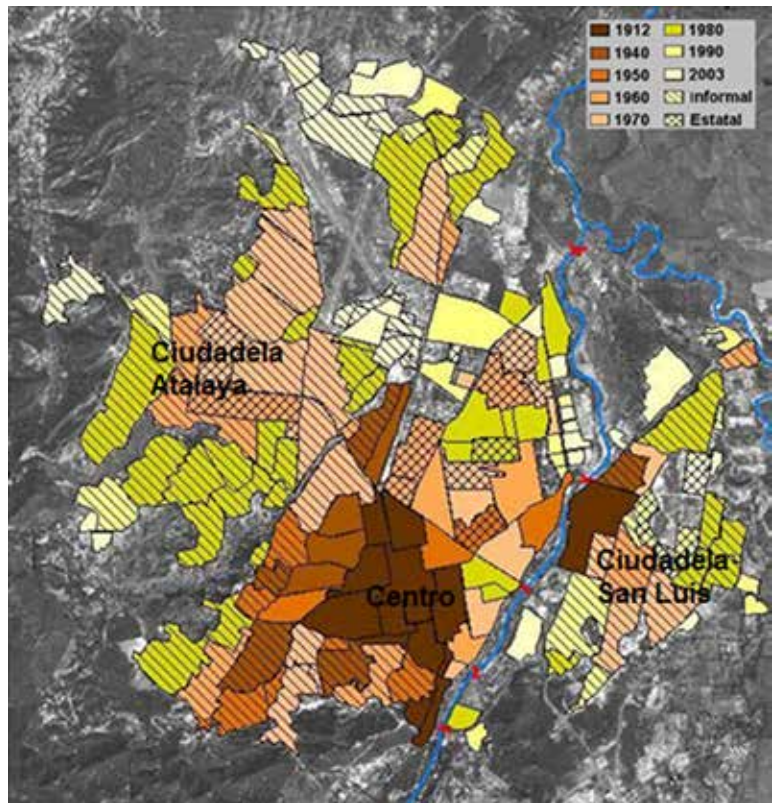 1912
1940
1950
1960
1970
1980
1990
2003
informal
Estatal
Ciudadela
Atalaya
Centro
Ciudadela
San Luis